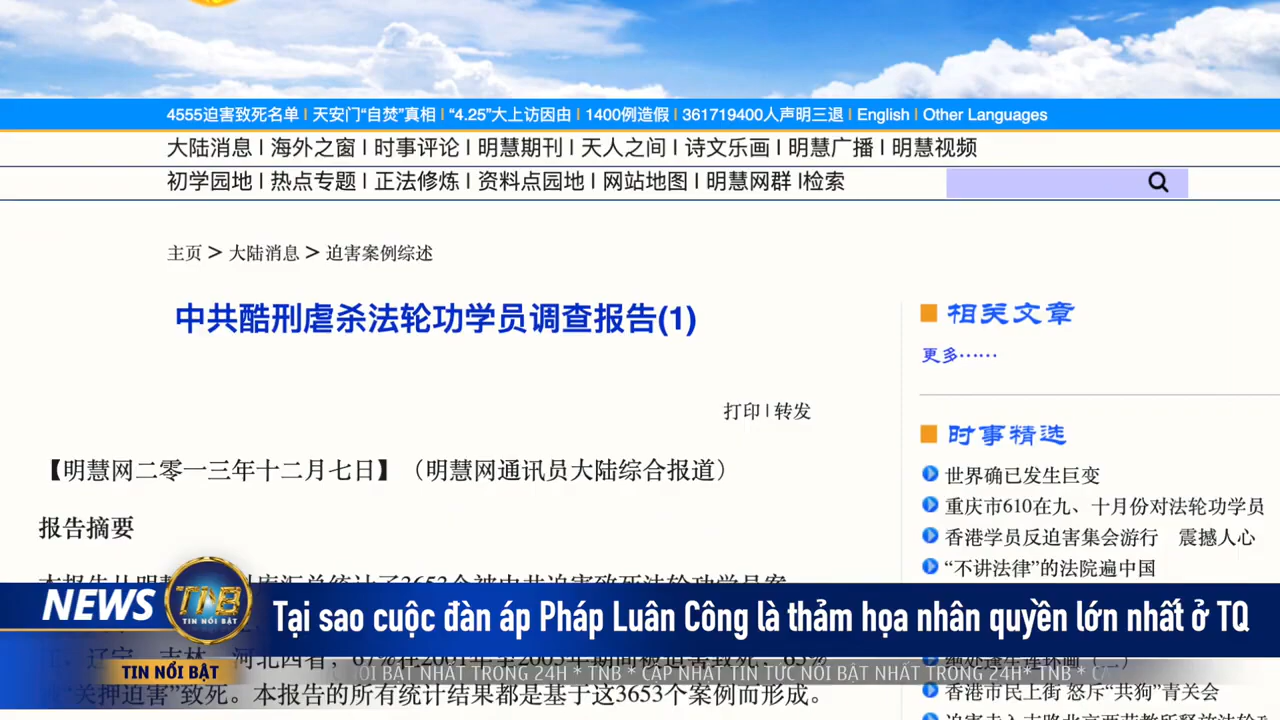 4555迫害致死名单 | 天安门“自焚”真相 | “4.25”大上访因由 | 1400例造假 | 361719400人声明三退 | English | Other Languages
大陆消息 | 海外之窗 | 时事评论 | 明慧期刊 | 天人之间 | 诗文乐画 | 明慧广播 | 明慧视频
初学园地 | 热点专题 | 正法修炼 | 资料点园地 | 网站地图 | 明慧网群 |检索
主页 > 大陆消息 > 迫害案例综述
中共酷刑虐杀法轮功学员调查报告(1)
相关文章
更多……
打印 | 转发
时事精选
【明慧网二零一三年十二月七日】（明慧网通讯员大陆综合报道）
世界确已发生巨变
重庆市610在九、十月份对法轮功学员
报告摘要
香港学员反迫害集会游行 震撼人心
“不讲法律”的法院遍中国
NEWS
TNB
TIN NỔI BẬT
Tại sao cuộc đàn áp Pháp Luân Công là thảm họa nhân quyền lớn nhất ở TQ
TIN NỔI BẬT
BẬT NHẤT TRONG 24H * TNB * CẬP NHẬT TIN TỨC NỔI BẬT NHẤT TRONG 24H* TNB *
“关押迫害”致死。本报告的所有统计结果都是基于这3653个案例而形成。
香港市民上街 怒斥“共狗”青关会